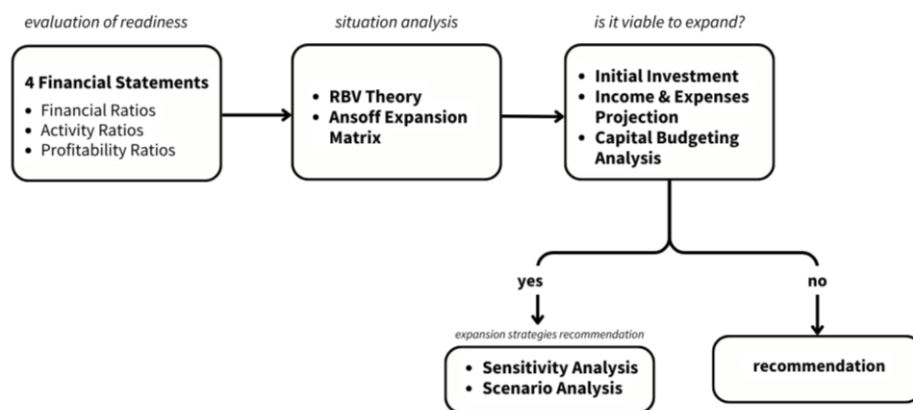 evaluation of readiness
situation analysis
is it viable to expand?
4 Financial Statements
• Financial Ratios
• Activity Ratios
• Profitability Ratios
• RBV Theory
• Ansoff Expansion
Matrix
• Initial Investment
• Income & Expenses
Projection
• Capital Budgeting
Analysis
yes
no
expansion strategies recommendation
• Sensitivity Analysis
• Scenario Analysis
recommendation